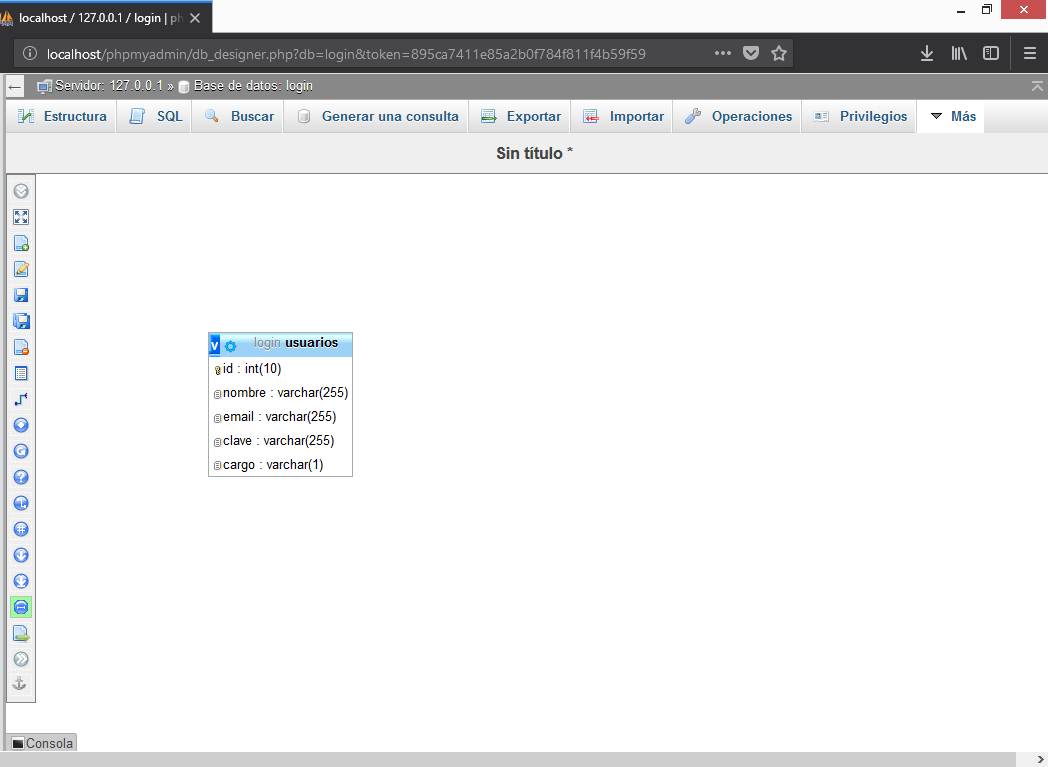 localhost / 127.0.0.1 / login | ph
localhost/phpmyadmin/db_designer.php?db=login&token=895ca7411e85a2b0f784f811f4b59f59
Servidor: 127.0.0.1 » Base de datos: login
Estructura SQL Buscar Generar una consulta Exportar Importar Operaciones Privilegios Más
Sin título *
v login usuarios
id : int(10)
nombre : varchar(255)
email : varchar(255)
clave : varchar(255)
cargo : varchar(1)
Consola